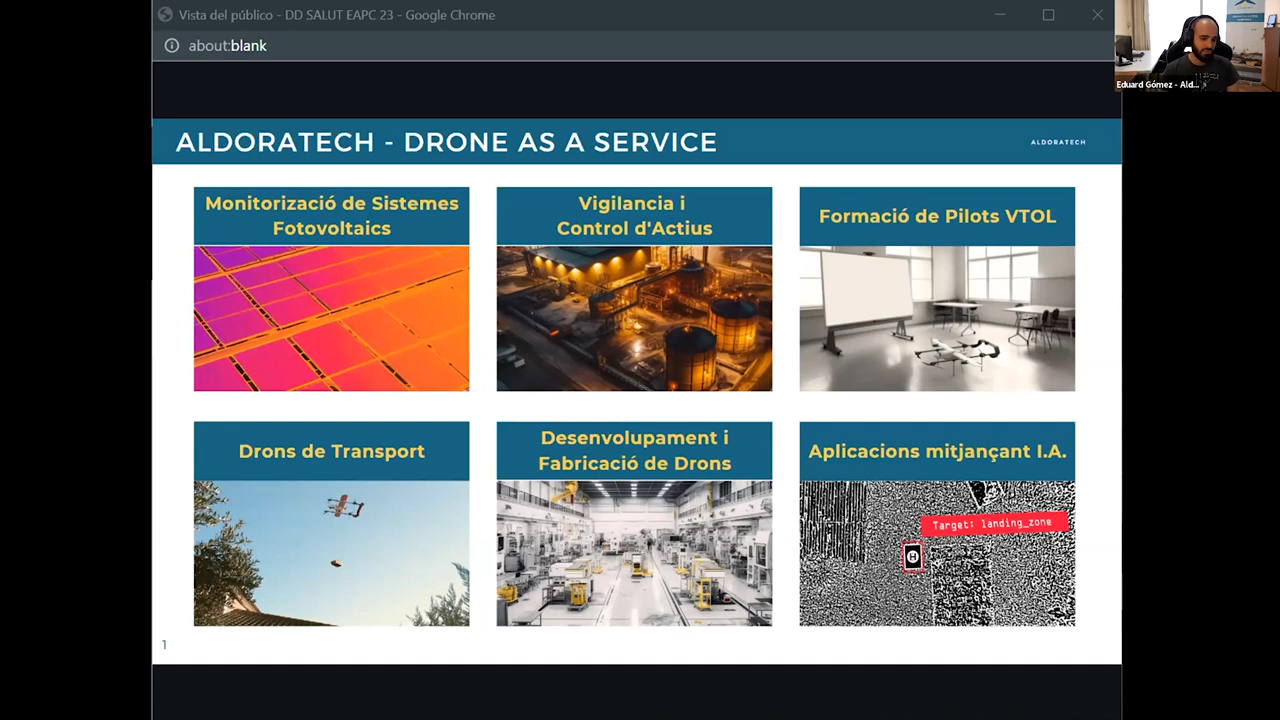 Vista del público - DD SALUT EAPC 23 - Google Chrome
about:blank
Eduard Gómez - Ald...
ALDORATECH - DRONE AS A SERVICE
ALDORATECH
Monitorizació de Sistemes
Fotovoltaics
Vigilancia i
Control d'Actius
Formació de Pilots VTOL
Drons de Transport
Desenvolupament i
Fabricació de Drons
Aplicacions mitjançant I.A.
Target: landing_zone
H
1